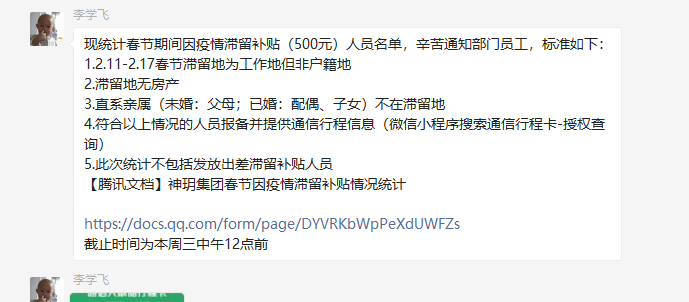 李学飞
现统计春节期间因疫情滞留补贴（500元）人员名单，辛苦通知部门员工，标准如下：
1.2.11-2.17春节滞留地为工作地但非户籍地
2.滞留地无房产
3.直系亲属（未婚：父母；已婚：配偶、子女）不在滞留地
4.符合以上情况的人员报备并提供通信行程信息（微信小程序搜索通信行程卡-授权查
询）
5.此次统计不包括发放出差滞留补贴人员
【腾讯文档】神玥集团春节因疫情滞留补贴情况统计
https://docs.qq.com/form/page/DYVRKbWpPeXdUWFZs
截止时间为本周三中午12点前
李学飞